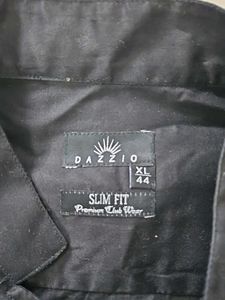 DAZZIO
XL
44
SLIM FIT
Premium Club Wear